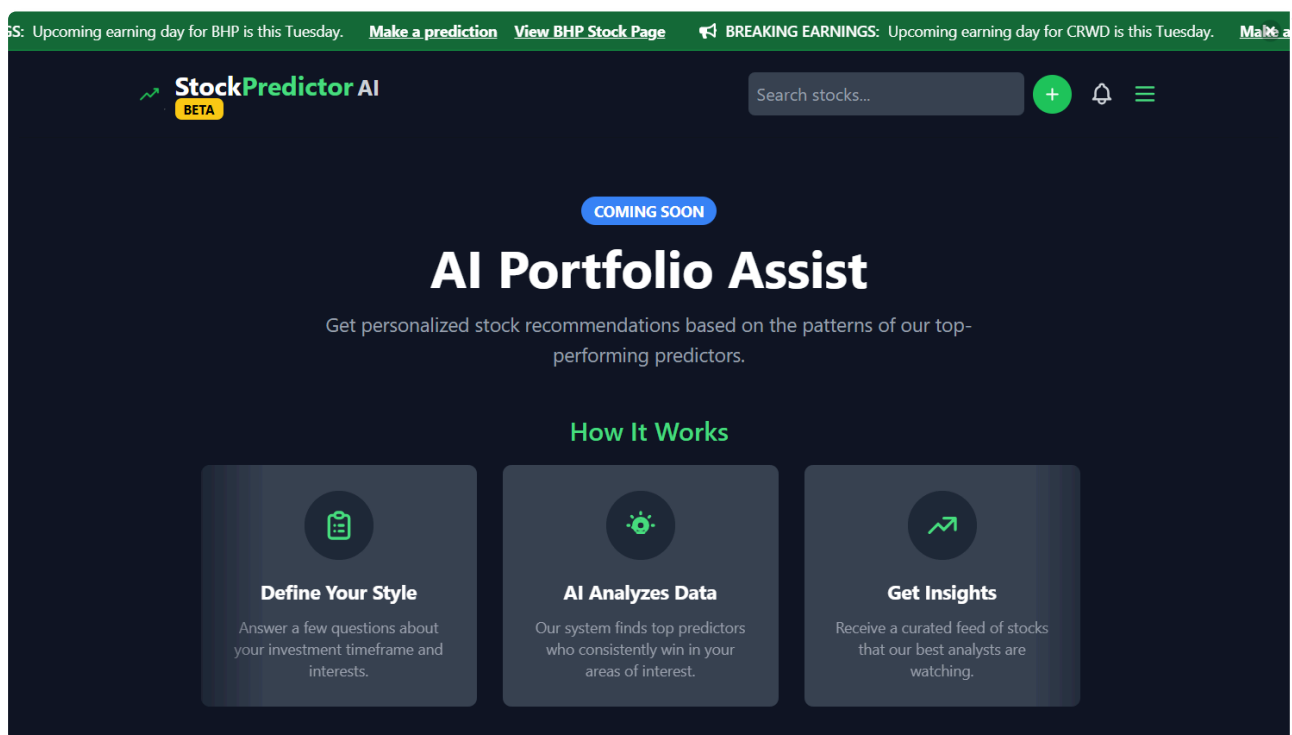 Upcoming earning day for BHP is this Tuesday. Make a prediction View BHP Stock Page BREAKING EARNINGS: Upcoming earning day for CRWD is this Tuesday.
StockPredictor AI
BETA
Search stocks...
COMING SOON
AI Portfolio Assist
Get personalized stock recommendations based on the patterns of our top-
performing predictors.
How It Works
Define Your Style
Answer a few questions about
your investment timeframe and
interests.
AI Analyzes Data
Our system finds top predictors
who consistently win in your
areas of interest.
Get Insights
Receive a curated feed of stocks
that our best analysts are
watching.